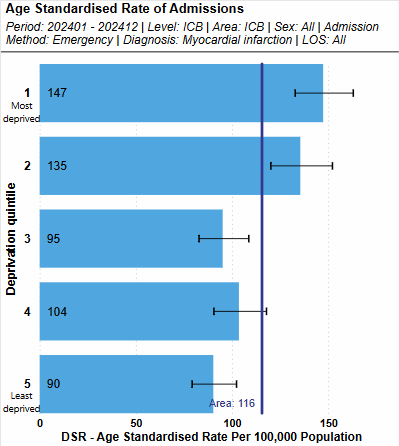 Age Standardised Rate of Admissions
Period: 202401 - 202412 | Level: ICB | Area: ICB | Sex: All | Admission
Method: Emergency | Diagnosis: Myocardial infarction | LOS: All
Deprivation quintile
1
Most
deprived
147
2
135
3
95
4
104
5
Least
deprived
90
Area: 116
0
50
100
150
DSR - Age Standardised Rate Per 100,000 Population